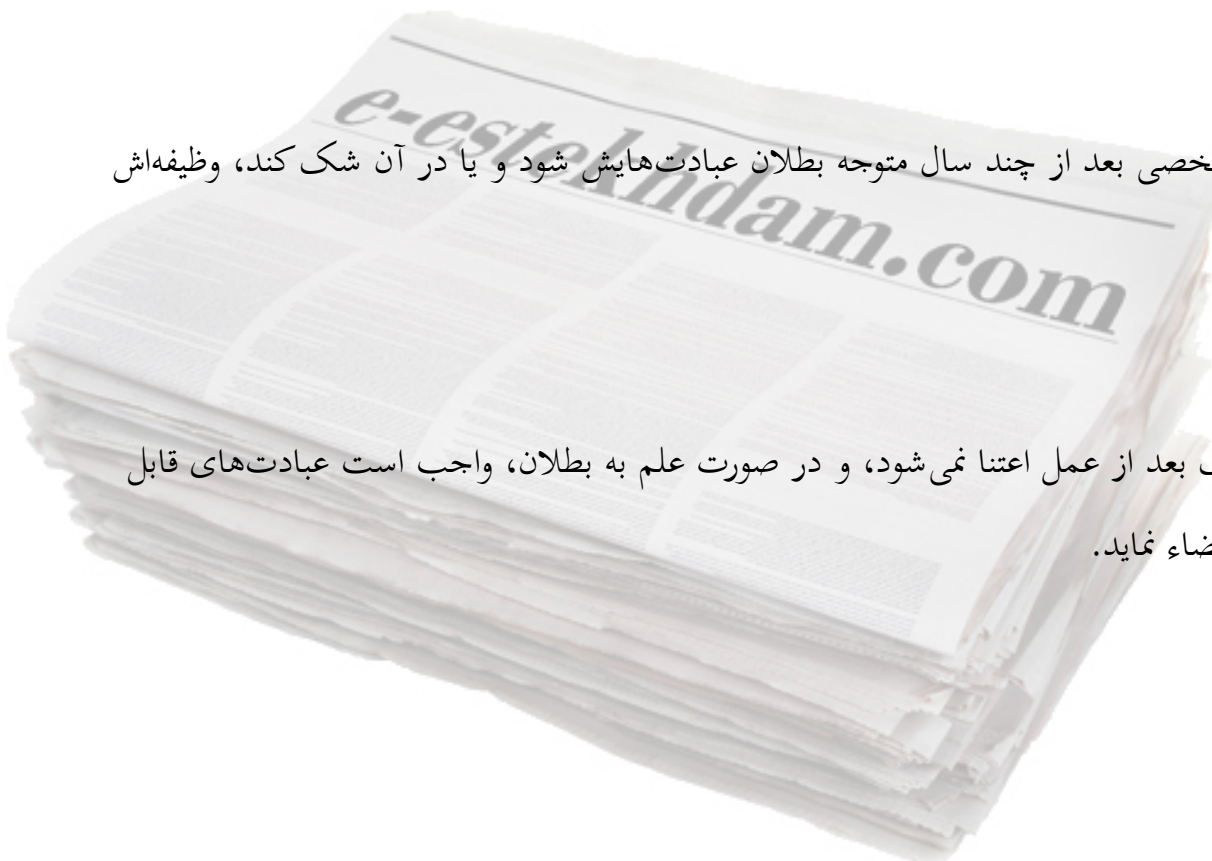 e-estekhdam.com
خصی بعد از چند سال متوجه بطلان عبادت‌هایش شود و یا در آن شک کند، وظیفه‌اش
بعد از عمل اعتنا نمی‌شود، و در صورت علم به بطلان، واجب است عبادت‌های قابل
ضاء نماید.